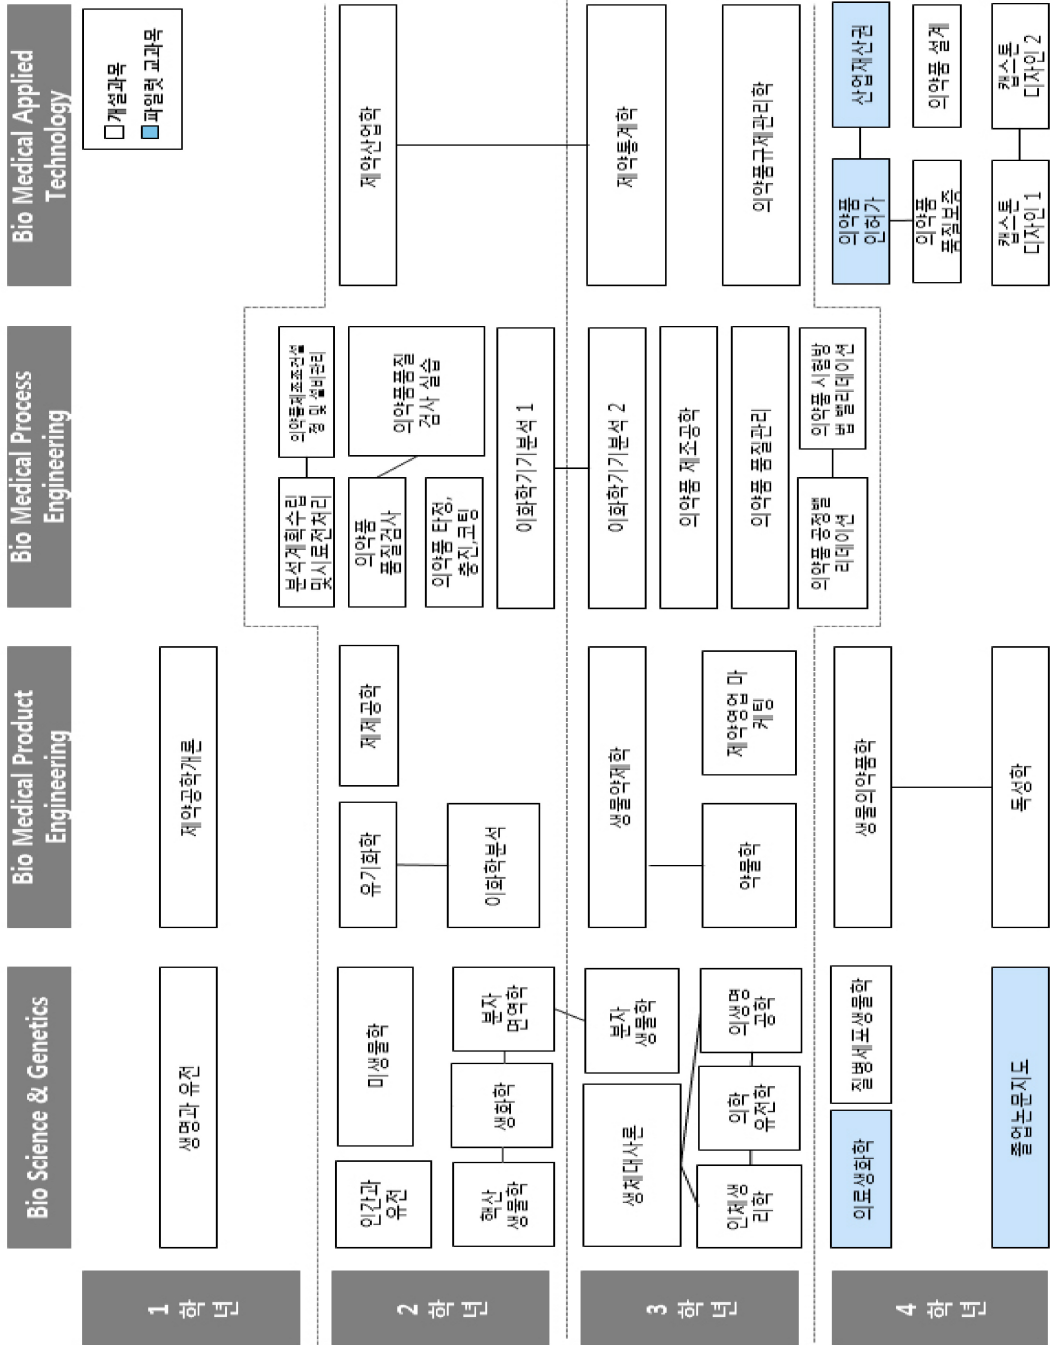 Bio Science & Genetics
Bio Medical Product
Engineering
Bio Medical Process
Engineering
Bio Medical Applied
Technology
개설과목
파일럿 교과목
1
학
년
생명과 유전
제약공학개론
분석계획수립
및시료전처리
의약품제조조건설
정 및 설비관리
2
학
년
인간과
유전
미생물학
핵산
생물학
생화학
분자
면역학
유기화학
제제공학
이화학분석
의약품
품질검사
의약품품질
검사 실습
의약품 타정,
충진,코팅
이화학기기분석 1
제약산업학
3
학
년
생체대사론
분자
생물학
인체생
리학
의학
유전학
의생명
공학
생물약제학
약물학
제약영업 마
케팅
이화학기기분석 2
의약품 제조공학
의약품 품질관리
의약품 공정밸
리데이션
의약품 시험방
법 밸리데이션
제약통계학
의약품규제관리학
4
학
년
의료생화학
질병세포생물학
졸업논문지도
생물의약품학
독성학
의약품
인허가
산업재산권
의약품
품질보증
의약품 설계
캡스톤
디자인 1
캡스톤
디자인 2